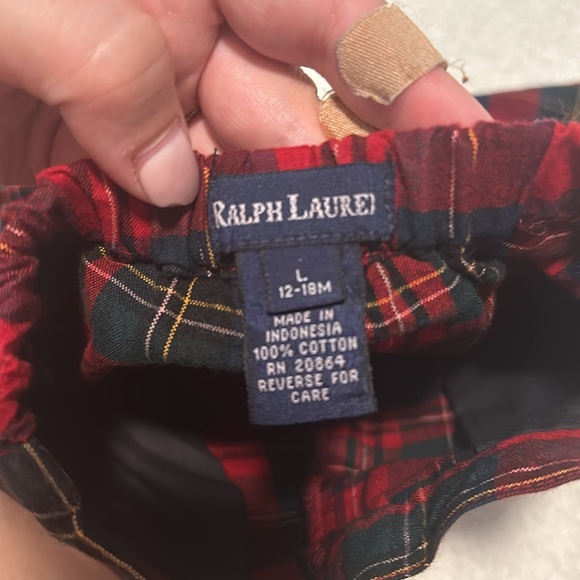 RALPH LAUREN
L
12-18M
MADE IN
INDONESIA
100% COTTON
RN 20864
REVERSE FOR
CARE